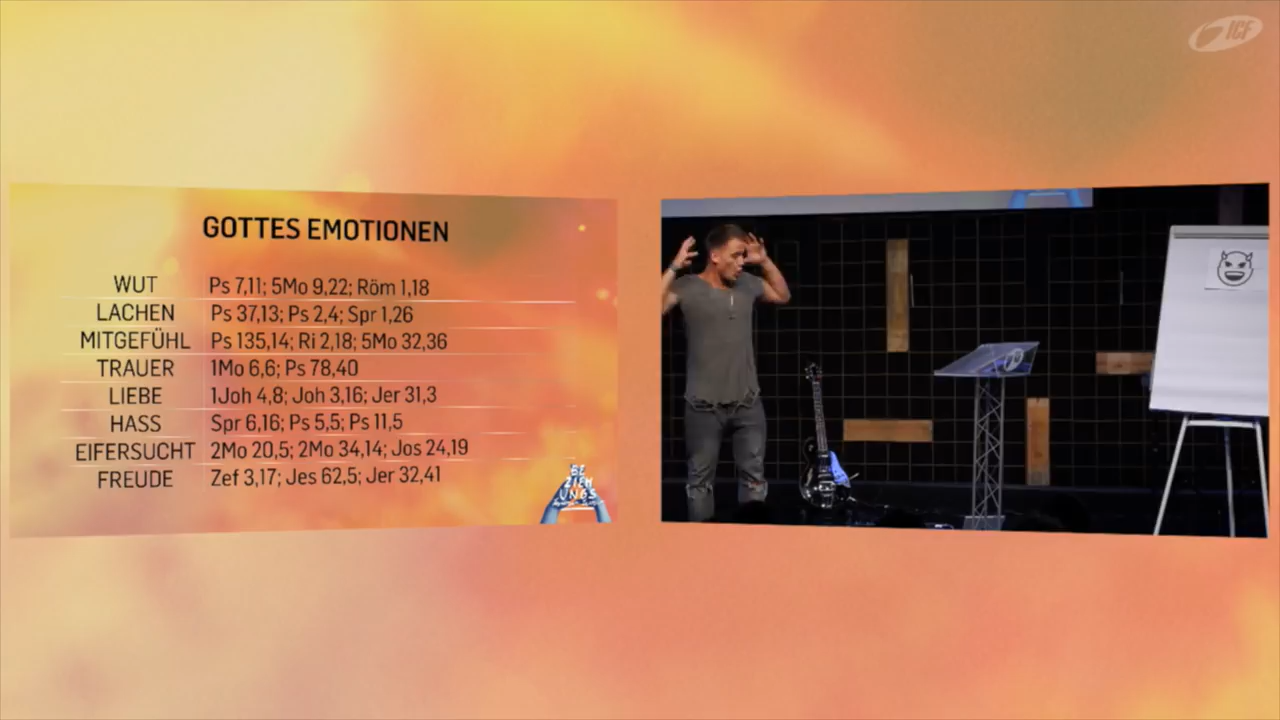 ICF
GOTTES EMOTIONEN
WUT Ps 7,11; 5Mo 9,22; Röm 1,18
LACHEN Ps 37,13; Ps 2,4; Spr 1,26
MITGEFÜHL Ps 135,14; Ri 2,18; 5Mo 32,36
TRAUER 1Mo 6,6; Ps 78,40
LIEBE 1Joh 4,8; Joh 3,16; Jer 31,3
HASS Spr 6,16; Ps 5,5; Ps 11,5
EIFERSUCHT 2Mo 20,5; 2Mo 34,14; Jos 24,19
FREUDE Zef 3,17; Jes 62,5; Jer 32,41
BE
ZIEH
UNGS